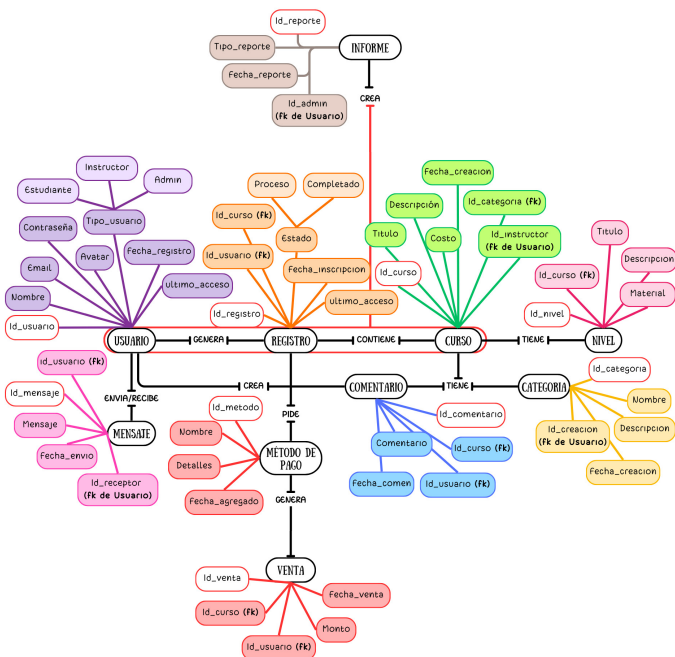 Id_reporte
Tipo_reporte
INFORME
Fecha_reporte
Id_admin
(fk de Usuario)
CREA
Instructor
Estudiante
Admin
Tipo_usuario
Contraseña
Avatar
Fecha_registro
Email
ultimo_acceso
Nombre
Id_usuario
Proceso
Completado
Id_curso (fk)
Estado
Id_usuario (fk)
Fecha_inscripcion
ultimo_acceso
Id_registro
Fecha_creacion
Descripción
Id_categoria (fk)
Titulo
Costo
Id_instructor
(fk de Usuario)
Id_curso
Titulo
Descripcion
Id_curso (fk)
Material
Id_nivel
USUARIO
GENERA
REGISTRO
CONTIENE
CURSO
TIENE
NIVEL
Id_usuario (fk)
Id_mensaje
ENVIA/RECIBE
Mensaje
MENSAJE
Fecha_envio
Id_receptor
(fk de Usuario)
CREA
COMENTARIO
TIENE
CATEGORIA
PIDE
Id_metodo
Nombre
MÉTODO DE
PAGO
Detalles
Fecha_agregado
GENERA
Id_comentario
Comentario
Id_curso (fk)
Fecha_comen
Id_usuario (fk)
Id_categoria
Nombre
Id_creacion
(fk de Usuario)
Descripcion
Fecha_creacion
VENTA
Id_venta
Fecha_venta
Id_curso (fk)
Monto
Id_usuario (fk)